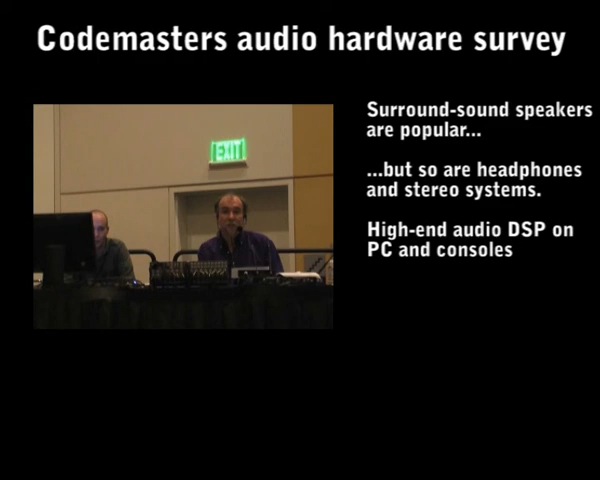 Codemasters audio hardware survey
EXIT
Surround-sound speakers
are popular...
...but so are headphones
and stereo systems.
High-end audio DSP on
PC and consoles